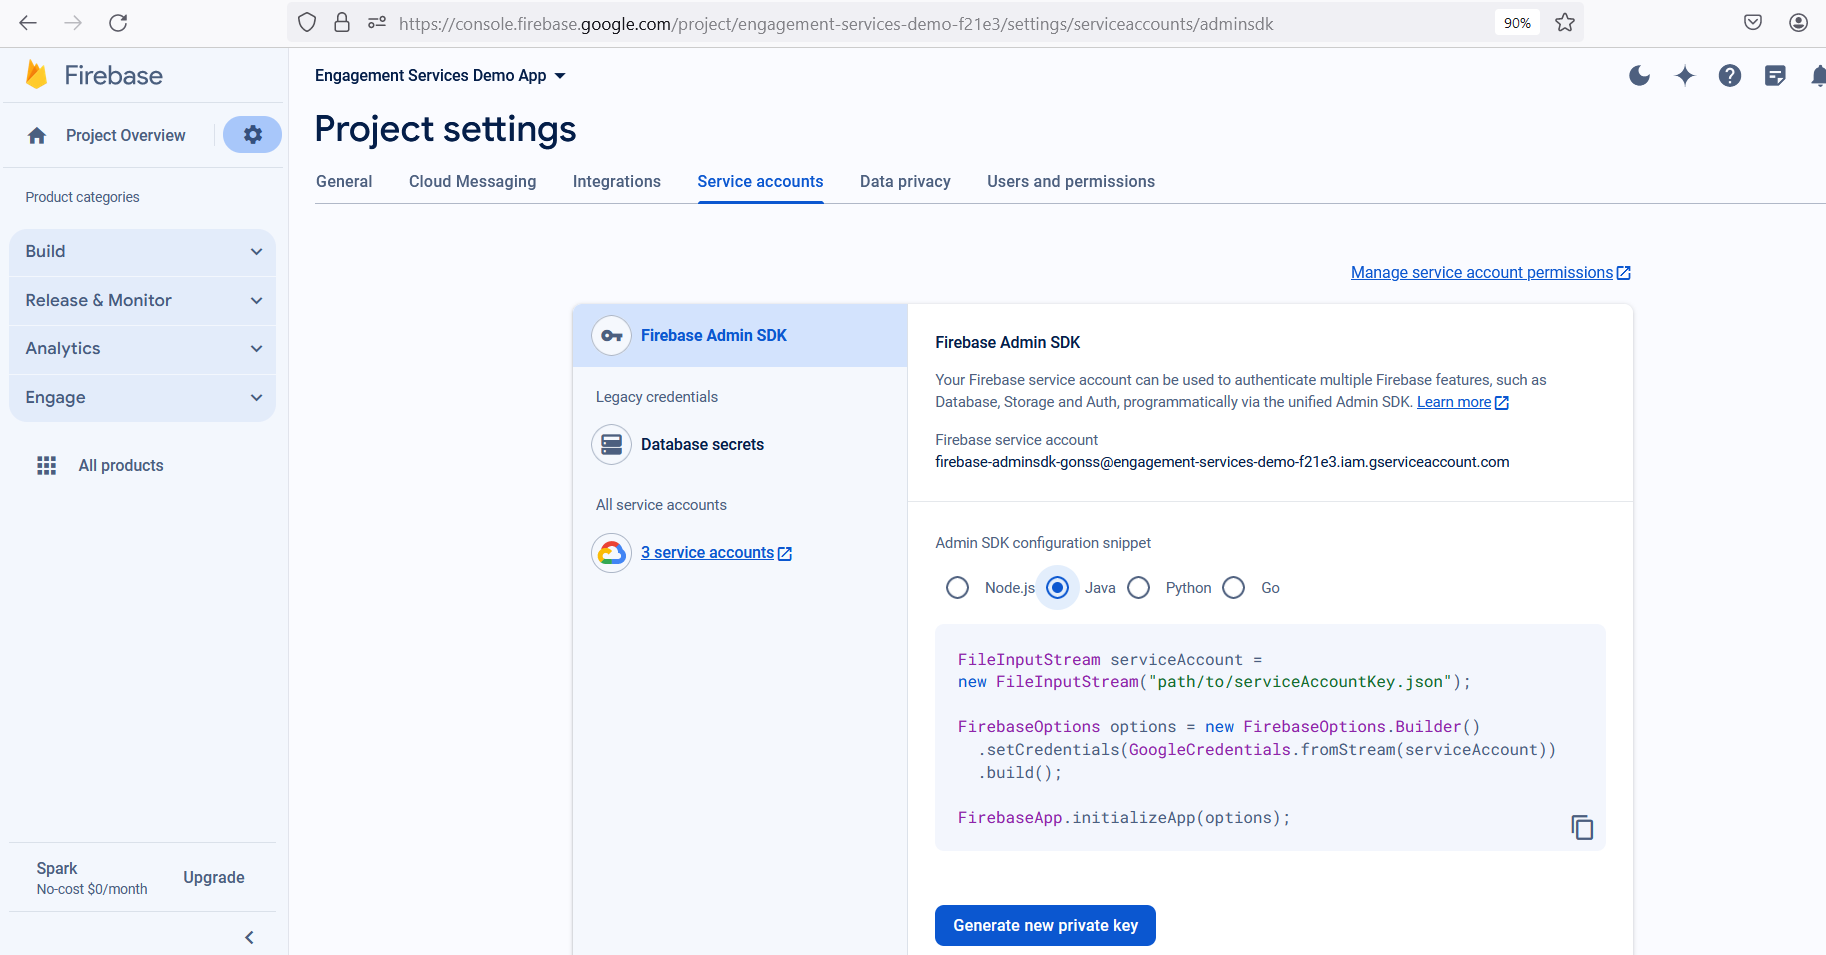 https://console.firebase.google.com/project/engagement-services-demo-f21e3/settings/serviceaccounts/adminsdk
90%
Firebase
Engagement Services Demo App
Project Overview
Project settings
General Cloud Messaging Integrations Service accounts Data privacy Users and permissions
Product categories
Build
Release & Monitor
Analytics
Engage
All products
Spark
No-cost $0/month
Upgrade
Manage service account permissions
Firebase Admin SDK
Legacy credentials
Database secrets
All service accounts
3 service accounts
Firebase Admin SDK
Your Firebase service account can be used to authenticate multiple Firebase features, such as
Database, Storage and Auth, programmatically via the unified Admin SDK. Learn more
Firebase service account
firebase-adminsdk-gonss@engagement-services-demo-f21e3.iam.gserviceaccount.com
Admin SDK configuration snippet
Node.js Java Python Go
FileInputStream serviceAccount =
new FileInputStream("path/to/serviceAccountKey.json");
FirebaseOptions options = new FirebaseOptions.Builder()
.setCredentials(GoogleCredentials.fromStream(serviceAccount))
.build();
FirebaseApp.initializeApp(options);
Generate new private key